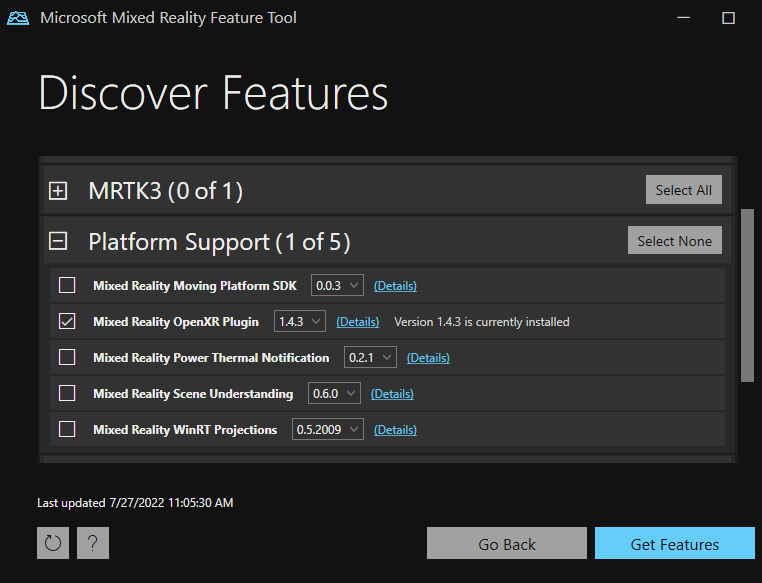 Microsoft Mixed Reality Feature Tool
Discover Features
MRTK3 (0 of 1) Select All
Platform Support (1 of 5) Select None
Mixed Reality Moving Platform SDK 0.0.3 (Details)
Mixed Reality OpenXR Plugin 1.4.3 (Details) Version 1.4.3 is currently installed
Mixed Reality Power Thermal Notification 0.2.1 (Details)
Mixed Reality Scene Understanding 0.6.0 (Details)
Mixed Reality WinRT Projections 0.5.2009 (Details)
Last updated 7/27/2022 11:05:30 AM
? Go Back Get Features